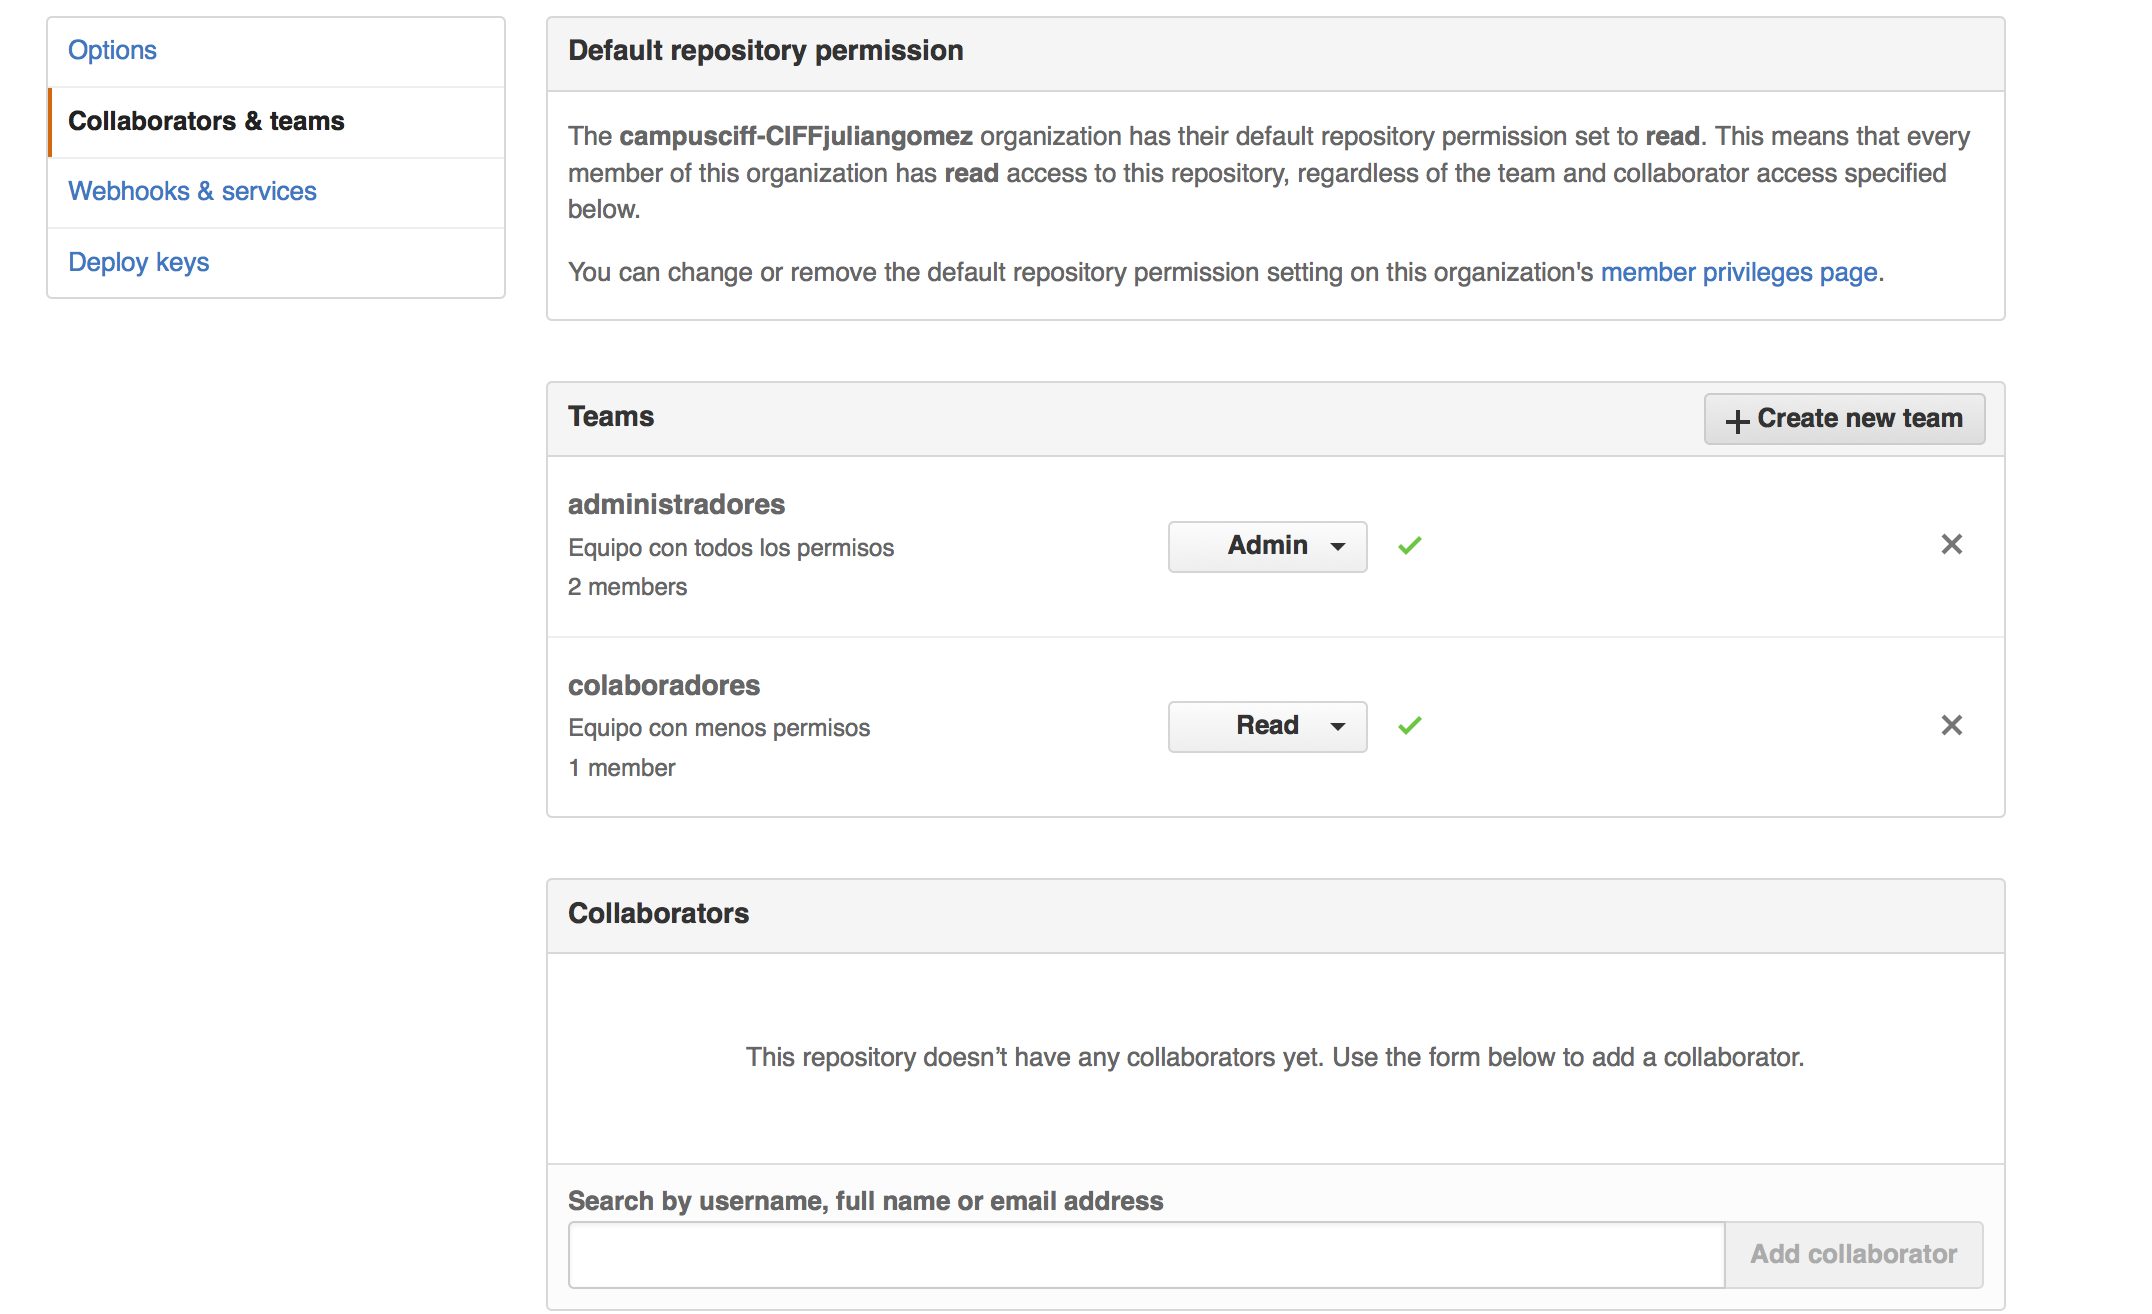 Options
Collaborators & teams
Webhooks & services
Deploy keys
Default repository permission
The campusciff-CIFFjuliangomez organization has their default repository permission set to read. This means that every
member of this organization has read access to this repository, regardless of the team and collaborator access specified
below.
You can change or remove the default repository permission setting on this organization's member privileges page.
Teams
Create new team
administradores
Equipo con todos los permisos
2 members
Admin
colaboradores
Equipo con menos permisos
1 member
Read
Collaborators
This repository doesn’t have any collaborators yet. Use the form below to add a collaborator.
Search by username, full name or email address
Add collaborator